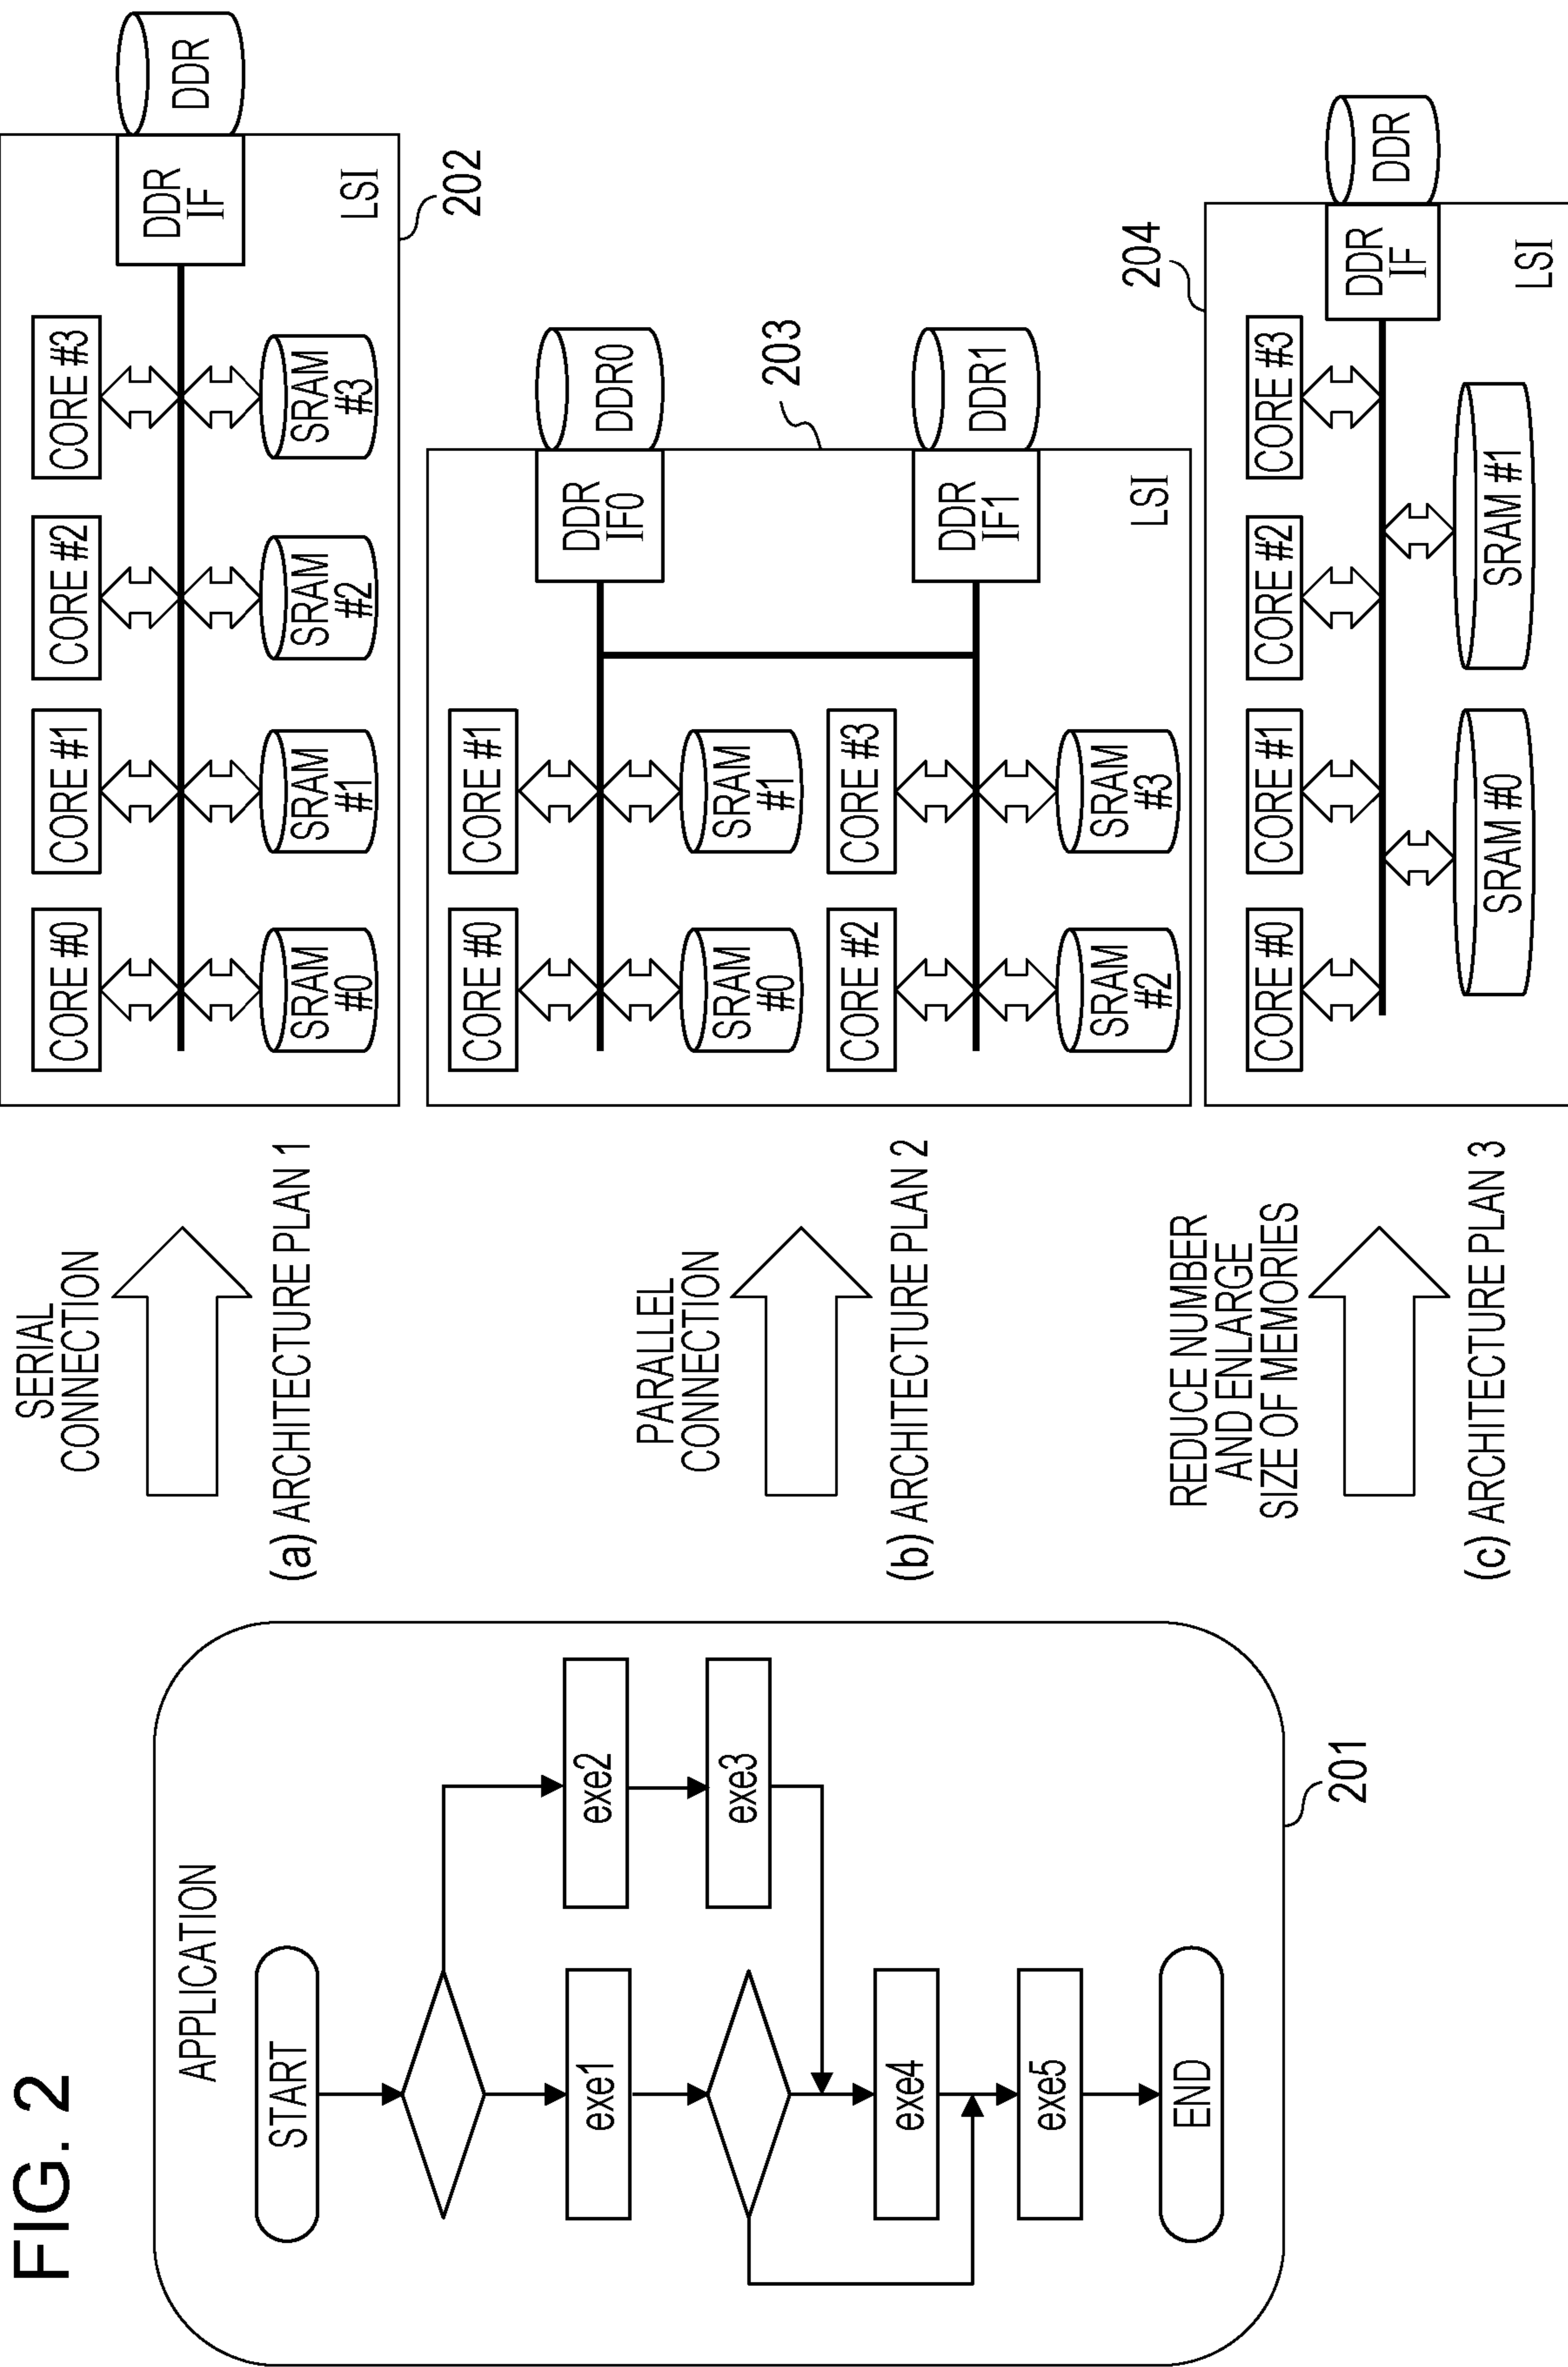 FIG. 2
APPLICATION
START
exe1
exe2
exe3
exe4
exe5
END
201
SERIAL
CONNECTION
(a) ARCHITECTURE PLAN 1
CORE #0
CORE #1
CORE #2
CORE #3
SRAM
#0
SRAM
#1
SRAM
#2
SRAM
#3
DDR
IF
DDR
LSI
202
PARALLEL
CONNECTION
(b) ARCHITECTURE PLAN 2
CORE #0
CORE #1
SRAM
#0
SRAM
#1
DDR
IF0
DDR0
CORE #2
CORE #3
SRAM
#2
SRAM
#3
DDR
IF1
DDR1
LSI
203
REDUCE NUMBER
AND ENLARGE
SIZE OF MEMORIES
(c) ARCHITECTURE PLAN 3
CORE #0
CORE #1
CORE #2
CORE #3
SRAM #0
SRAM #1
DDR
IF
DDR
LSI
204